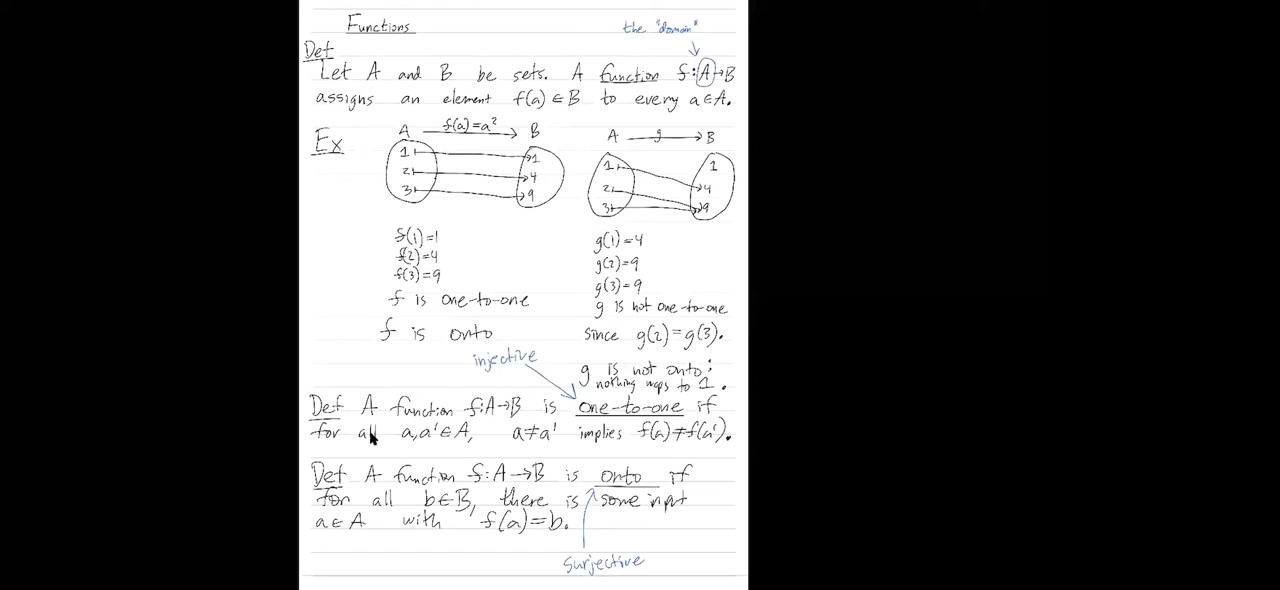 Functions
the "domain"
Def
Let A and B be sets. A function f:A→B
assigns an element f(a)∈B to every a∈A.
Ex
A f(a)=a² B
1 1
2 4
3 9
A g B
1 1
2 4
3 9
f(1)=1
f(2)=4
f(3)=9
f is one-to-one
f is onto
g(1)=4
g(2)=9
g(3)=9
g is not one-to-one
since g(2)=g(3).
g is not onto:
nothing maps to 1.
injective
Def A function f:A→B is one-to-one if
for all a,a'∈A, a≠a' implies f(a)≠f(a').
Def A function f:A→B is onto if
for all b∈B, there is some input
a∈A with f(a)=b.
surjective